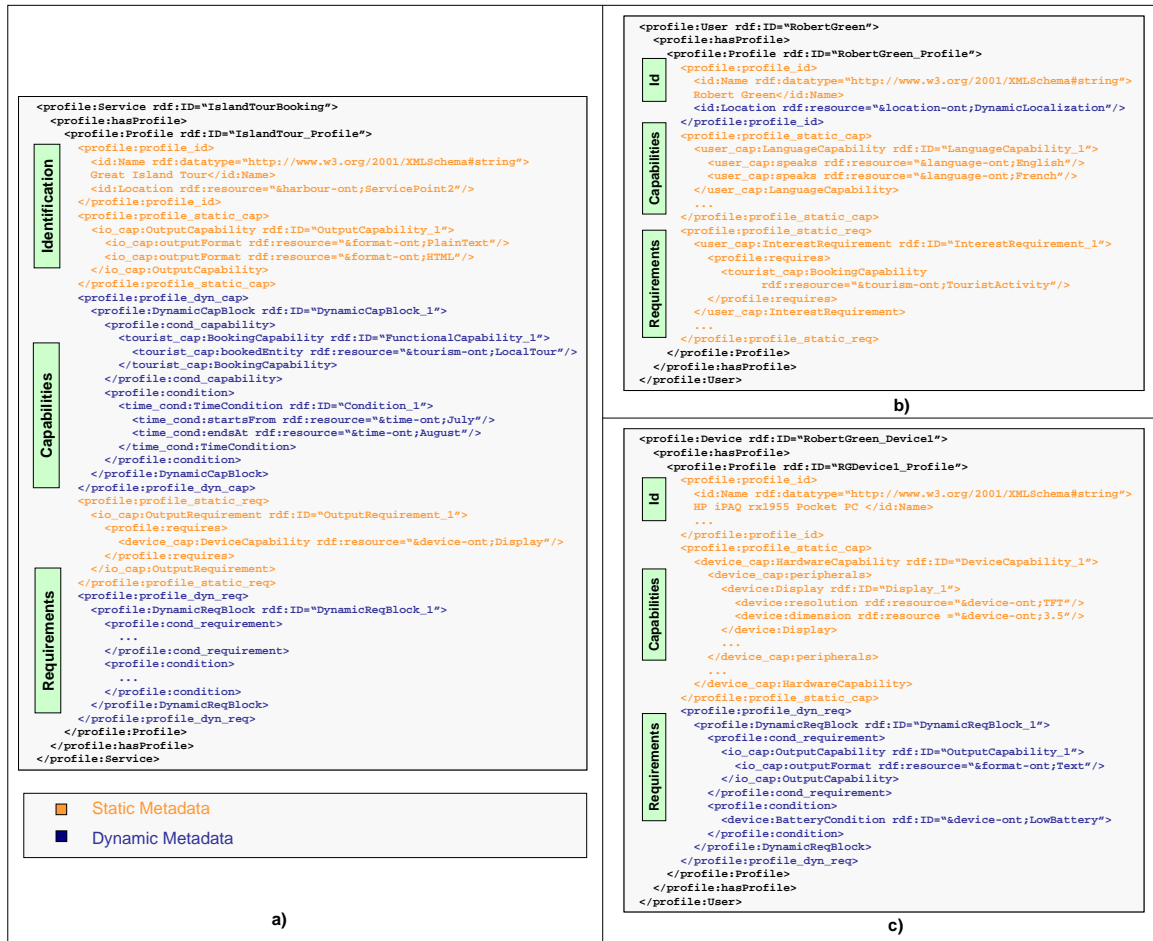 <profile:Service rdf:ID=“IslandTourBooking”>
<profile:hasProfile>
<profile:Profile rdf:ID=“IslandTour_Profile”>
Identification
<profile:profile_id>
<id:Name rdf:datatype=“http://www.w3.org/2001/XMLSchema#string”>
Great Island Tour</id:Name>
<id:Location rdf:resource=“&harbour-ont;ServicePoint2”/>
</profile:profile_id>
<profile:profile_static_cap>
<io_cap:OutputCapability rdf:ID=“OutputCapability_1”>
<io_cap:outputFormat rdf:resource=“&format-ont;PlainText”/>
<io_cap:outputFormat rdf:resource=“&format-ont;HTML”/>
</io_cap:OutputCapability>
</profile:profile_static_cap>
Capabilities
<profile:profile_dyn_cap>
<profile:DynamicCapBlock rdf:ID=“DynamicCapBlock_1”>
<profile:cond_capability>
<tourist_cap:BookingCapability rdf:ID=“FunctionalCapability_1”>
<tourist_cap:bookedEntity rdf:resource=“&tourism-ont;LocalTour”/>
</tourist_cap:BookingCapability>
</profile:cond_capability>
<profile:condition>
<time_cond:TimeCondition rdf:ID=“Condition_1”>
<time_cond:startsFrom rdf:resource=“&time-ont;July”/>
<time_cond:endsAt rdf:resource=“&time-ont;August”/>
</time_cond:TimeCondition>
</profile:condition>
</profile:DynamicCapBlock>
</profile:profile_dyn_cap>
<profile:profile_static_req>
<io_cap:OutputRequirement rdf:ID=“OutputRequirement_1”>
<profile:requires>
<device_cap:DeviceCapability rdf:resource=“&device-ont;Display”/>
</profile:requires>
</io_cap:OutputRequirement>
</profile:profile_static_req>
Requirements
<profile:profile_dyn_req>
<profile:DynamicReqBlock rdf:ID=“DynamicReqBlock_1”>
<profile:cond_requirement>
...
</profile:cond_requirement>
<profile:condition>
...
</profile:condition>
</profile:DynamicReqBlock>
</profile:profile_dyn_req>
</profile:Profile>
</profile:hasProfile>
</profile:Service>
Static Metadata
Dynamic Metadata
a)
<profile:User rdf:ID=“RobertGreen”>
<profile:hasProfile>
<profile:Profile rdf:ID=“RobertGreen_Profile”>
Id
<profile:profile_id>
<id:Name rdf:datatype=“http://www.w3.org/2001/XMLSchema#string”>
Robert Green</id:Name>
<id:Location rdf:resource=“&location-ont;DynamicLocalization”/>
</profile:profile_id>
Capabilities
<profile:profile_static_cap>
<user_cap:LanguageCapability rdf:ID=“LanguageCapability_1”>
<user_cap:speaks rdf:resource=“&language-ont;English”/>
<user_cap:speaks rdf:resource=“&language-ont;French”/>
</user_cap:LanguageCapability>
...
</profile:profile_static_cap>
Requirements
<profile:profile_static_req>
<user_cap:InterestRequirement rdf:ID=“InterestRequirement_1”>
<profile:requires>
<tourist_cap:BookingCapability
rdf:resource=“&tourism-ont;TouristActivity”/>
</profile:requires>
</user_cap:InterestRequirement>
...
</profile:profile_static_req>
</profile:Profile>
</profile:hasProfile>
</profile:User>
b)
<profile:Device rdf:ID=“RobertGreen_Device1”>
<profile:hasProfile>
<profile:Profile rdf:ID=“RGDevice1_Profile”>
Id
<profile:profile_id>
<id:Name rdf:datatype=“http://www.w3.org/2001/XMLSchema#string”>
HP iPAQ rx1955 Pocket PC </id:Name>
...
</profile:profile_id>
Capabilities
<profile:profile_static_cap>
<device_cap:HardwareCapability rdf:ID=“DeviceCapability_1”>
<device_cap:peripherals>
<device:Display rdf:ID=“Display_1”>
<device:resolution rdf:resource=“&device-ont;TFT”/>
<device:dimension rdf:resource =“&device-ont;3.5”/>
</device:Display>
...
</device_cap:peripherals>
...
</device_cap:HardwareCapability>
</profile:profile_static_cap>
Requirements
<profile:profile_dyn_req>
<profile:DynamicReqBlock rdf:ID=“DynamicReqBlock_1”>
<profile:cond_requirement>
<io_cap:OutputCapability rdf:ID=“OutputCapability_1”>
<io_cap:outputFormat rdf:resource=“&format-ont;Text”/>
</io_cap:OutputCapability>
</profile:cond_requirement>
<profile:condition>
<device:BatteryCondition rdf:ID=“&device-ont;LowBattery”>
</profile:condition>
</profile:DynamicReqBlock>
</profile:profile_dyn_req>
</profile:Profile>
</profile:hasProfile>
</profile:User>
c)